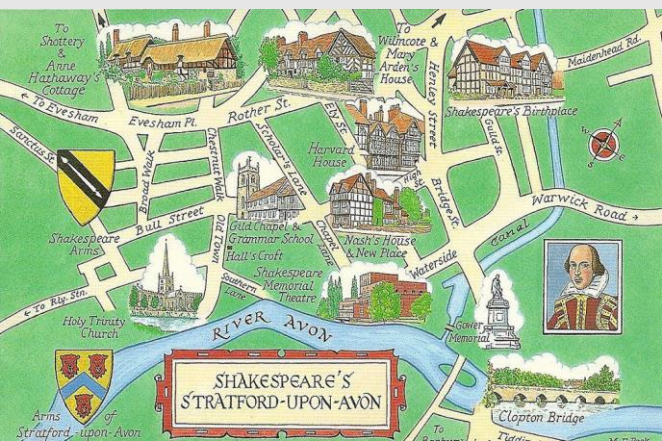 To
Shottery
&
Anne
Hathaway's
Cottage
To
Wilmcote &
Mary
Arden's
House
Henley Street
Maidenhead Rd.
Shakespeare's Birthplace
To Evesham
Evesham Pl.
Rother St.
Ely St.
Guild St.
W
E
S
Sanctus St.
Broad Walk
Chestnut Walk
Scholar's Lane
Harvard
House
High
St.
Bridge St.
Warwick Road
Shakespeare
Arms
Bull Street
Old Town
Guild Chapel &
Grammar School
Hall's Croft
Chapel
Lane
Nash's House
& New Place
Waterside
Canal
To Rly. Stn.
Holy Trinity
Church
Southern
Lane
Shakespeare
Memorial
Theatre
Gower
Memorial
RIVER AVON
SHAKESPEARE'S
STRATFORD-UPON-AVON
Arms of
Stratford-upon-Avon
Clopton Bridge
To